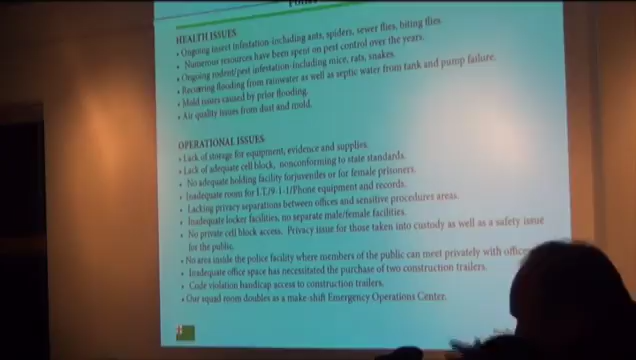 HEALTH ISSUES
• Ongoing insect infestation-including ants, spiders, sewer flies, biting flies.
• Numerous resources have been spent on pest control over the years.
• Ongoing rodent/pest infestation-including mice, rats, snakes.
• Recurring flooding from rainwater as well as septic water from tank and pump failure.
• Mold issues caused by prior flooding.
• Air quality issues from dust and mold.
OPERATIONAL ISSUES
• Lack of storage for equipment, evidence and supplies.
• Lack of adequate cell block, nonconforming to state standards.
• No adequate holding facility for juveniles or for female prisoners.
• Inadequate room for I.T./9-1-1/Phone equipment and records.
• Lacking privacy separations between offices and sensitive procedures areas.
• Inadequate locker facilities, no separate male/female facilities.
• No private cell block access. Privacy issue for those taken into custody as well as a safety issue
for the public.
• No area inside the police facility where members of the public can meet privately with
• Inadequate office space has necessitated the purchase of two construction trailers.
• Code violation handicap access to construction trailers.
• Our squad room doubles as a make-shift Emergency Operations Center.